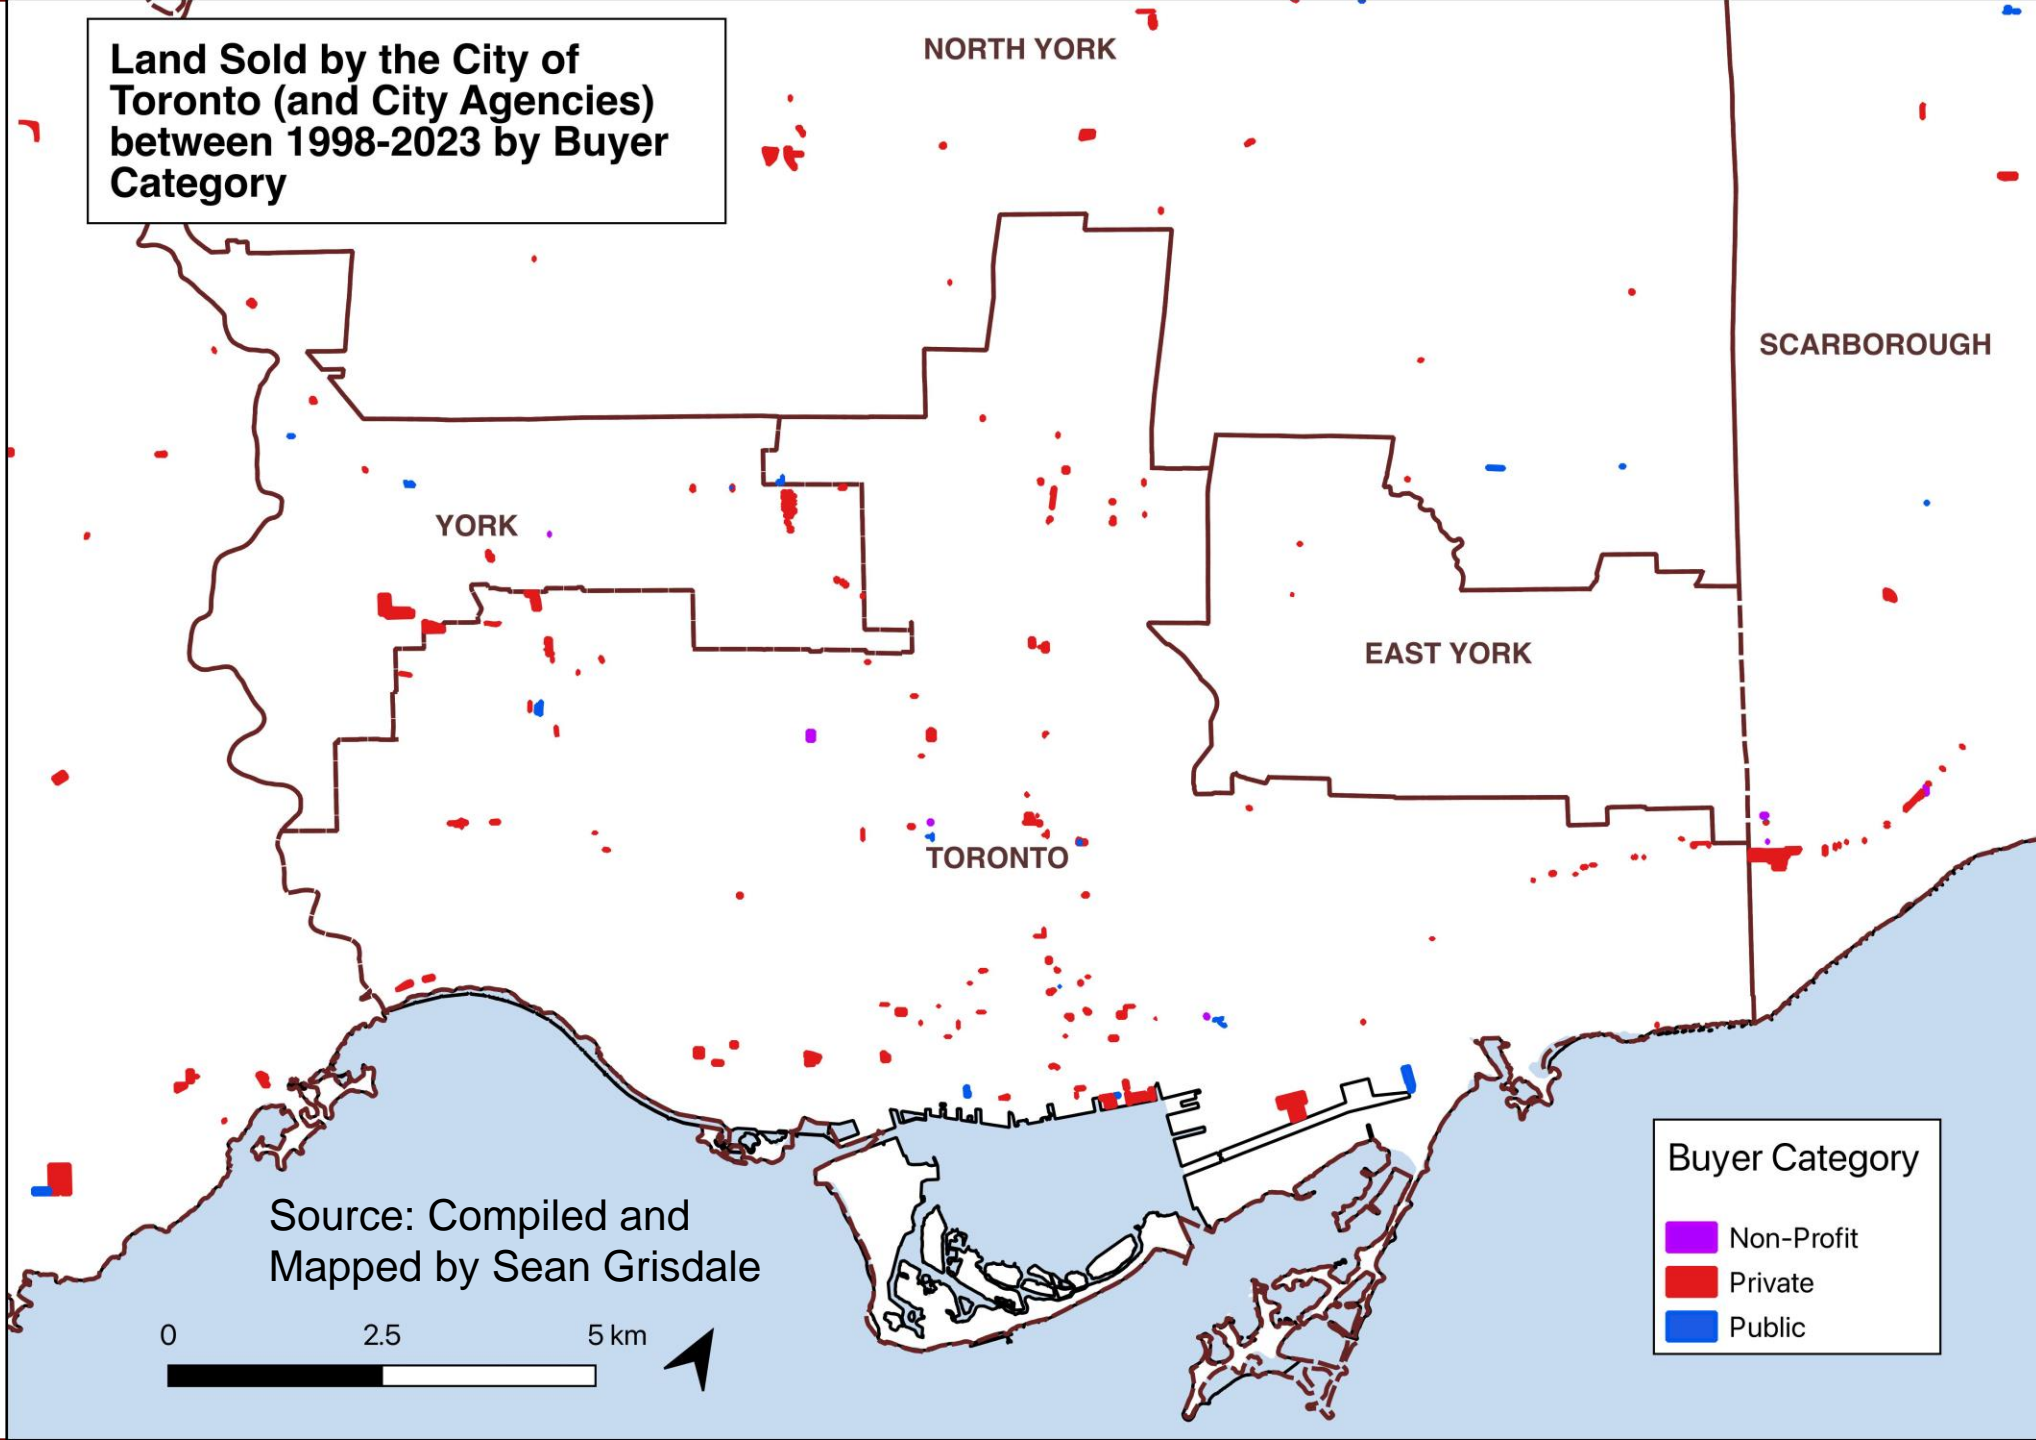 Land Sold by the City of
Toronto (and City Agencies)
between 1998-2023 by Buyer
Category
NORTH YORK
SCARBOROUGH
YORK
EAST YORK
TORONTO
Source: Compiled and
Mapped by Sean Grisdale
0 2.5 5 km
Buyer Category
Non-Profit
Private
Public